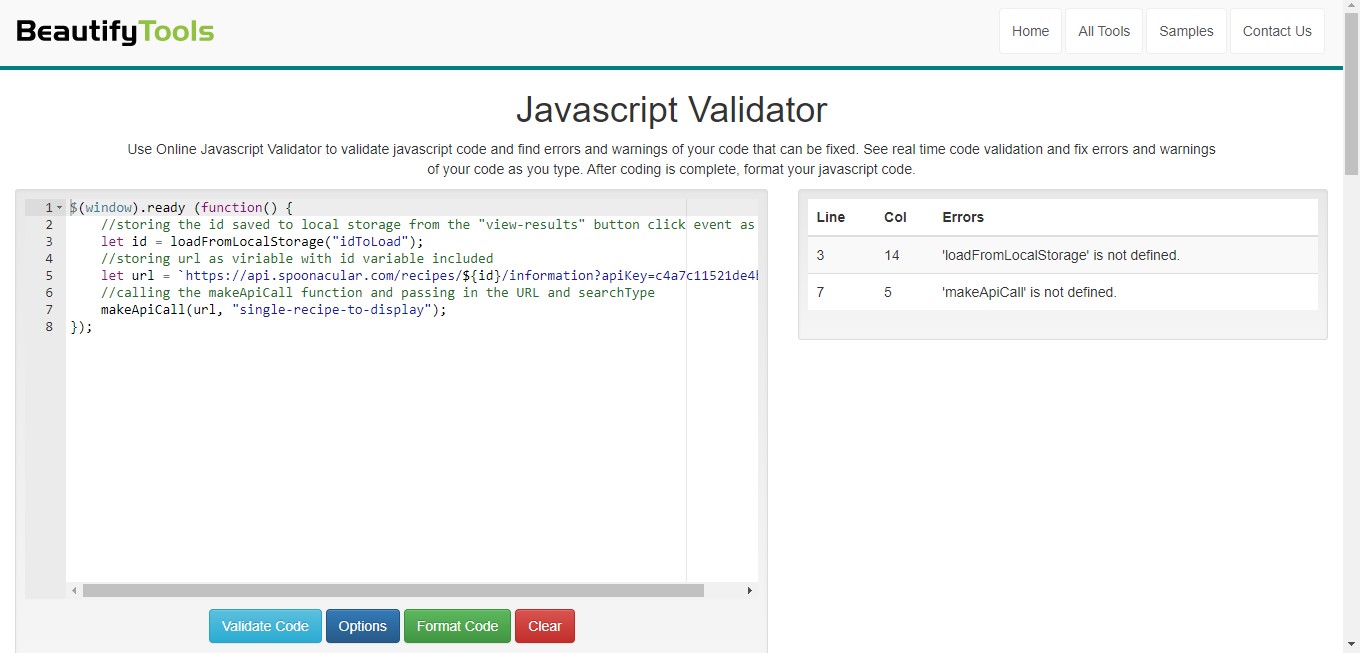 BeautifyTools
Home
All Tools
Samples
Contact Us
Javascript Validator
Use Online Javascript Validator to validate javascript code and find errors and warnings of your code that can be fixed. See real time code validation and fix errors and warnings
of your code as you type. After coding is complete, format your javascript code.
1 $(window).ready (function() {
2 //storing the id saved to local storage from the "view-results" button click event as
3 let id = loadFromLocalStorage("idToLoad");
4 //storing url as viriable with id variable included
5 let url = `https://api.spoonacular.com/recipes/${id}/information?apiKey=c4a7c11521de4
6 //calling the makeApiCall function and passing in the URL and searchType
7 makeApiCall(url, "single-recipe-to-display");
8 });
Line Col Errors
3 14 'loadFromLocalStorage' is not defined.
7 5 'makeApiCall' is not defined.
Validate Code
Options
Format Code
Clear